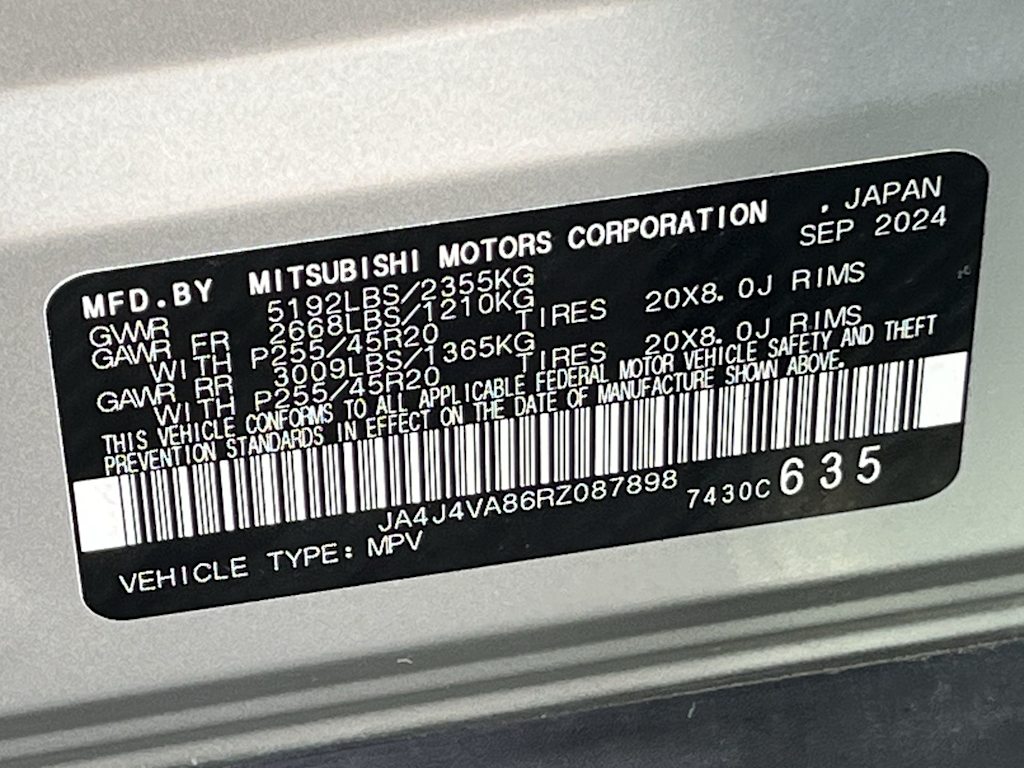 MFD.BY MITSUBISHI MOTORS CORPORATION , JAPAN
SEP 2024
GVWR 5192LBS/2355KG
GAWR FR 2668LBS/1210KG
WITH P255/45R20 TIRES 20X8.0J RIMS
GAWR RR 3009LBS/1365KG
WITH P255/45R20 TIRES 20X8.0J RIMS
THIS VEHICLE CONFORMS TO ALL APPLICABLE FEDERAL MOTOR VEHICLE SAFETY AND THEFT
PREVENTION STANDARDS IN EFFECT ON THE DATE OF MANUFACTURE SHOWN ABOVE.
JA4J4VA86RZ087898 7430C 635
VEHICLE TYPE: MPV